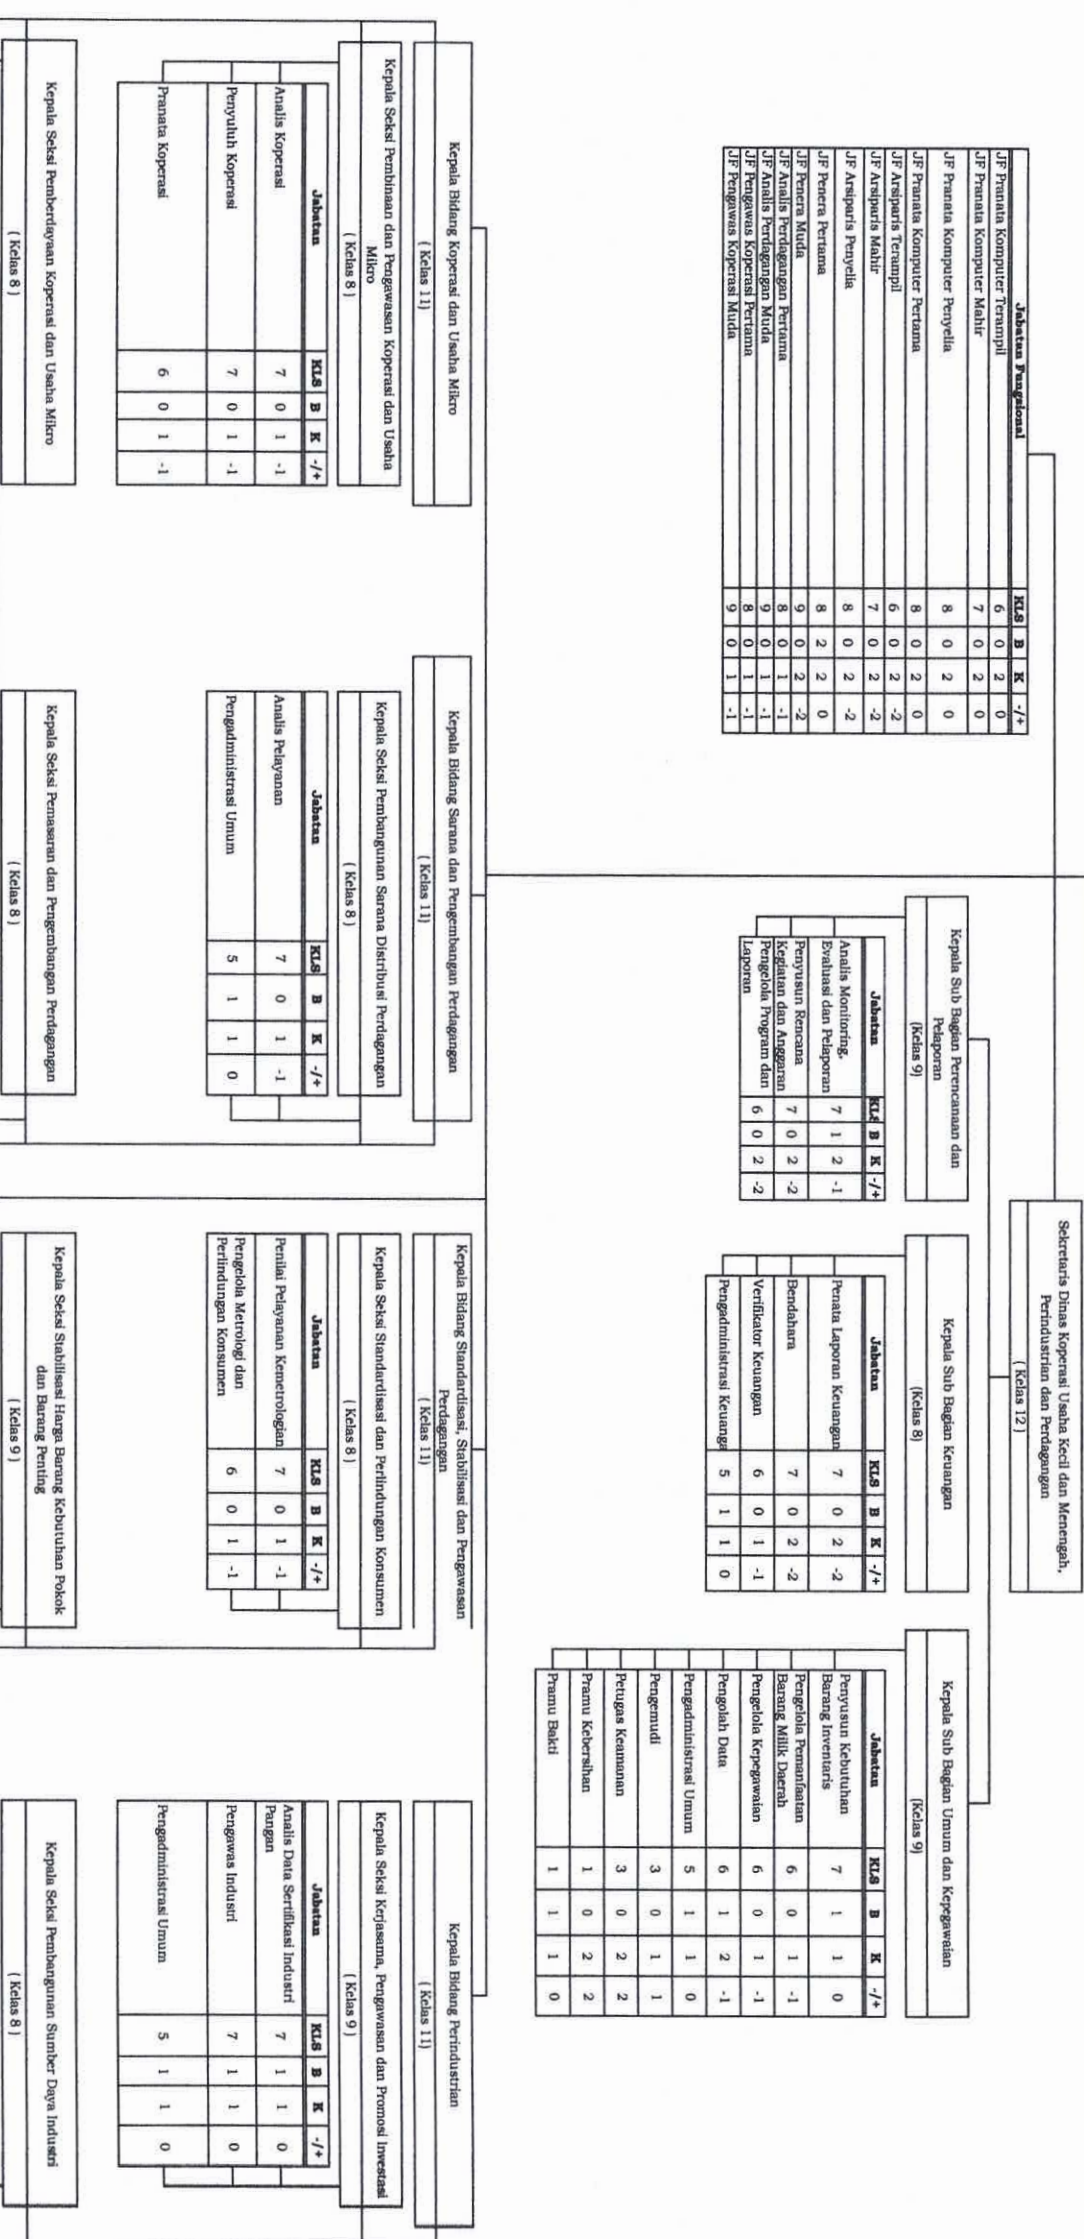 Sekretaris Dinas Koperasi Usaha Kecil dan Menengah,
Perindustrian dan Perdagangan
( Kelas 12 )
Jabatan Fungsional KLS B K -/+
JF Pranata Komputer Terampil 6 0 2 0
JF Pranata Komputer Mahir 7 0 2 0
JF Pranata Komputer Penyelia 8 0 2 0
JF Pranata Komputer Pertama 8 0 2 0
JF Arsiparis Terampil 6 0 2 -2
JF Arsiparis Mahir 7 0 2 -2
JF Arsiparis Penyelia 8 0 2 -2
JF Penera Pertama 8 2 2 0
JF Penera Muda 9 0 2 -2
JF Analis Perdagangan Pertama 8 0 1 -1
JF Analis Perdagangan Muda 9 0 1 -1
JF Pengawas Koperasi Pertama 8 0 1 -1
JF Pengawas Koperasi Muda 9 0 1 -1
Kepala Sub Bagian Perencanaan dan
Pelaporan
(Kelas 9)
Jabatan KLS B K -/+
Analis Monitoring,
Evaluasi dan Pelaporan 7 1 2 -1
Penyusun Rencana
Kegiatan dan Anggaran 7 0 2 -2
Pengelola Program dan
Laporan 6 0 2 -2
Kepala Sub Bagian Keuangan
(Kelas 8)
Jabatan KLS B K -/+
Penata Laporan Keuangan 7 0 2 -2
Bendahara 7 0 2 -2
Verifikator Keuangan 6 0 1 -1
Pengadministrasi Keuanga 5 1 1 0
Kepala Sub Bagian Umum dan Kepegawaian
(Kelas 9)
Jabatan KLS B K -/+
Penyusun Kebutuhan
Barang Inventaris 7 1 1 0
Pengelola Pemanfaatan
Barang Milik Daerah 6 0 1 -1
Pengelola Kepegawaian 6 0 1 -1
Pengolah Data 6 1 2 -1
Pengadministrasi Umum 5 1 1 0
Pengemudi 3 0 1 1
Petugas Keamanan 3 0 2 2
Pramu Kebersihan 1 0 2 2
Pramu Bakti 1 1 1 0
Kepala Bidang Koperasi dan Usaha Mikro
( Kelas 11)
Kepala Seksi Pembinaan dan Pengawasan Koperasi dan Usaha
Mikro
( Kelas 8 )
Jabatan KLS B K -/+
Analis Koperasi 7 0 1 -1
Penyuluh Koperasi 7 0 1 -1
Pranata Koperasi 6 0 1 -1
Kepala Seksi Pemberdayaan Koperasi dan Usaha Mikro
( Kelas 8 )
Kepala Bidang Sarana dan Pengembangan Perdagangan
( Kelas 11)
Kepala Seksi Pembangunan Sarana Distribusi Perdagangan
( Kelas 8 )
Jabatan KLS B K -/+
Analis Pelayanan 7 0 1 -1
Pengadministrasi Umum 5 1 1 0
Kepala Seksi Pemasaran dan Pengembangan Perdagangan
( Kelas 8 )
Kepala Bidang Standardisasi, Stabilisasi dan Pengawasan
Perdagangan
( Kelas 11)
Kepala Seksi Standardisasi dan Perlindungan Konsumen
( Kelas 8 )
Jabatan KLS B K -/+
Penilai Pelayanan Kemetrologian 7 0 1 -1
Pengelola Metrologi dan
Perlindungan Konsumen 6 0 1 -1
Kepala Seksi Stabilisasi Harga Barang Kebutuhan Pokok
dan Barang Penting
( Kelas 9 )
Kepala Bidang Perindustrian
( Kelas 11)
Kepala Seksi Kerjasama, Pengawasan dan Promosi Investasi
( Kelas 9 )
Jabatan KLS B K -/+
Analis Data Sertifikasi Industri
Pangan 7 1 1 0
Pengawas Industri 7 1 1 0
Pengadministrasi Umum 5 1 1 0
Kepala Seksi Pembangunan Sumber Daya Industri
( Kelas 8 )